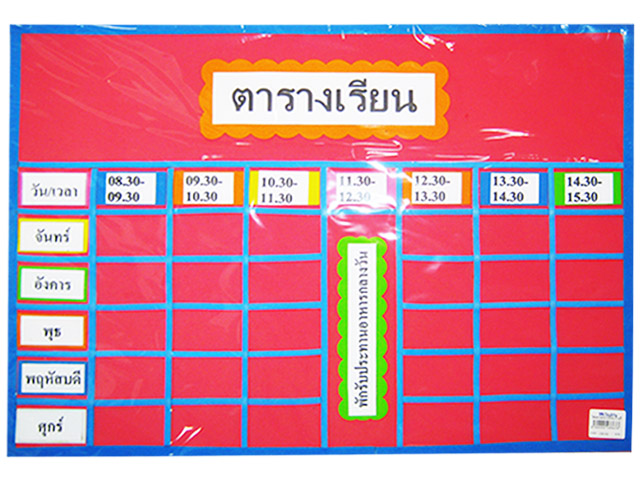 ตารางเรียน
วัน/เวลา
08.30-
09.30
09.30-
10.30
10.30-
11.30
11.30-
12.30
12.30-
13.30
13.30-
14.30
14.30-
15.30
จันทร์
อังคาร
พุธ
พฤหัสบดี
ศุกร์
พักรับประทานอาหารกลางวัน